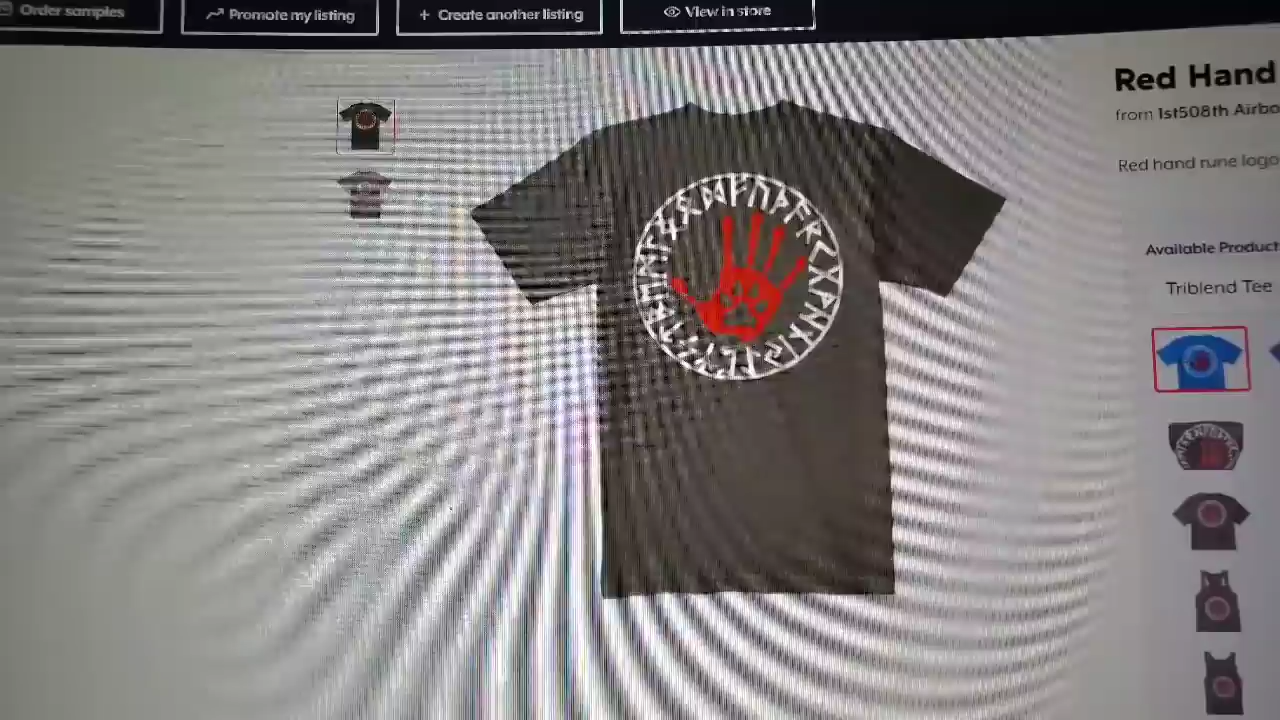 Order samples
Promote my listing
+ Create another listing
View in store
Red Hand
from 1st508th Airbo
Red hand rune logo
Available Product
Triblend Tee